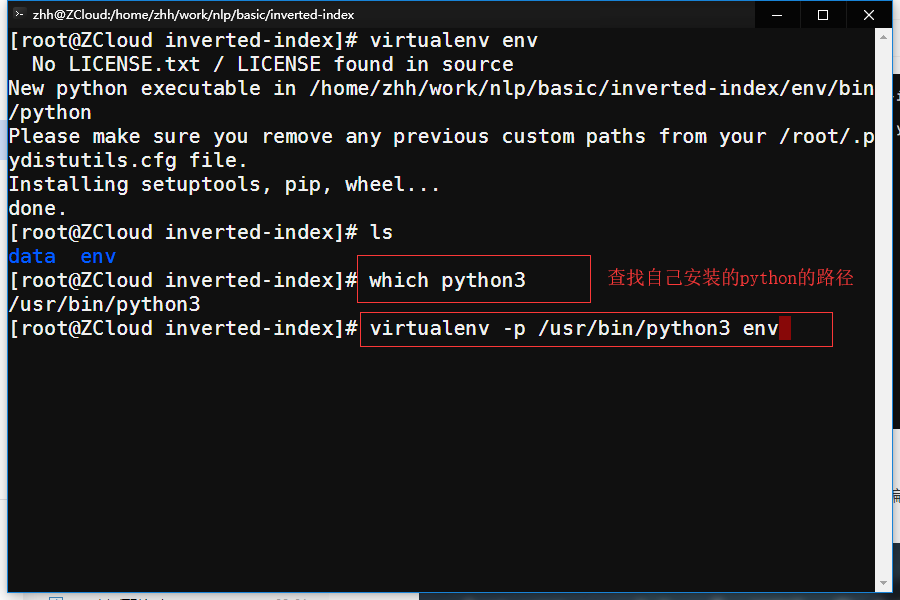 zhh@ZCloud:/home/zhh/work/nlp/basic/inverted-index
[root@ZCloud inverted-index]# virtualenv env
  No LICENSE.txt / LICENSE found in source
New python executable in /home/zhh/work/nlp/basic/inverted-index/env/bin
/python
Please make sure you remove any previous custom paths from your /root/.p
ydistutils.cfg file.
Installing setuptools, pip, wheel...
done.
[root@ZCloud inverted-index]# ls
data  env
[root@ZCloud inverted-index]# which python3 查找自己安装的python的路径
/usr/bin/python3
[root@ZCloud inverted-index]# virtualenv -p /usr/bin/python3 env